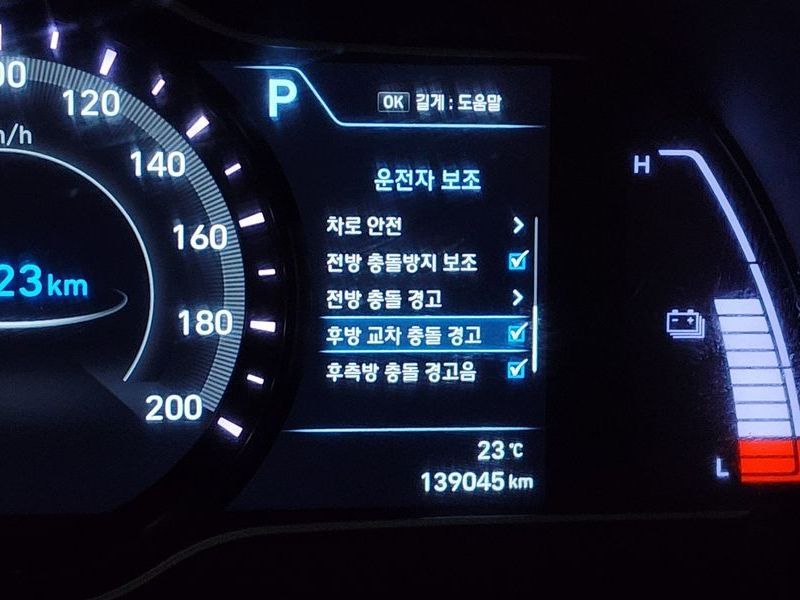 120
140
160
180
200
23 km
P
OK 길게 : 도움말
운전자 보조
차로 안전
전방 충돌방지 보조
전방 충돌 경고
후방 교차 충돌 경고
후측방 충돌 경고음
23 °C
139045 km
H
L